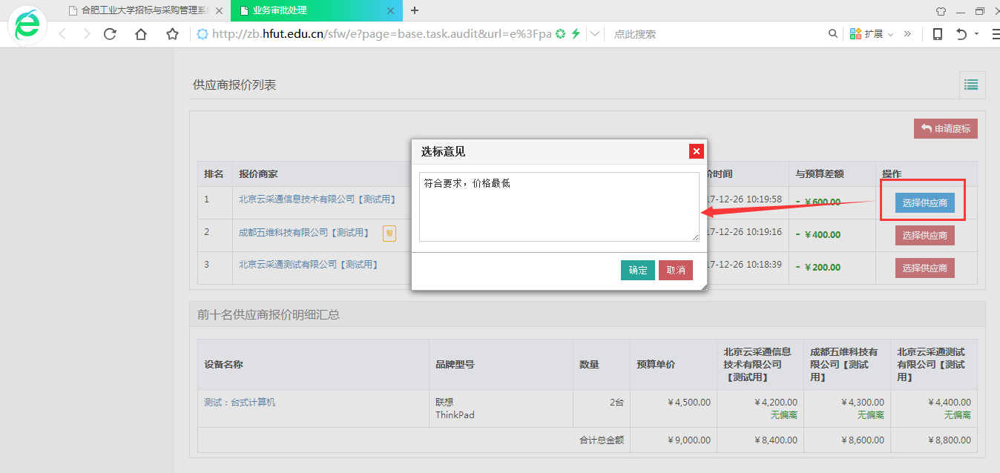 合肥工业大学招标与采购管理系统
业务审批处理
http://zb.hfut.edu.cn/sfw/e?page=base.task.audit&url=e%3Fpa
点此搜索
扩展
供应商报价列表
申请废标
选标意见
符合要求，价格最低
确定
取消
排名
报价商家
价时间
与预算差额
操作
1
北京云采通信息技术有限公司【测试用】
17-12-26 10:19:58
- ￥600.00
选择供应商
2
成都五维科技有限公司【测试用】
警
17-12-26 10:19:16
- ￥400.00
选择供应商
3
北京云采通测试有限公司【测试用】
17-12-26 10:18:39
- ￥200.00
选择供应商
前十名供应商报价明细汇总
设备名称
品牌型号
数量
预算单价
北京云采通信息
技术有限公司
【测试用】
成都五维科技有
限公司【测试
用】
北京云采通测试
有限公司【测试
用】
测试：台式计算机
联想
ThinkPad
2台
￥4,500.00
￥4,200.00
无偏离
￥4,300.00
无偏离
￥4,400.00
无偏离
合计总金额
￥9,000.00
￥8,400.00
￥8,600.00
￥8,800.00